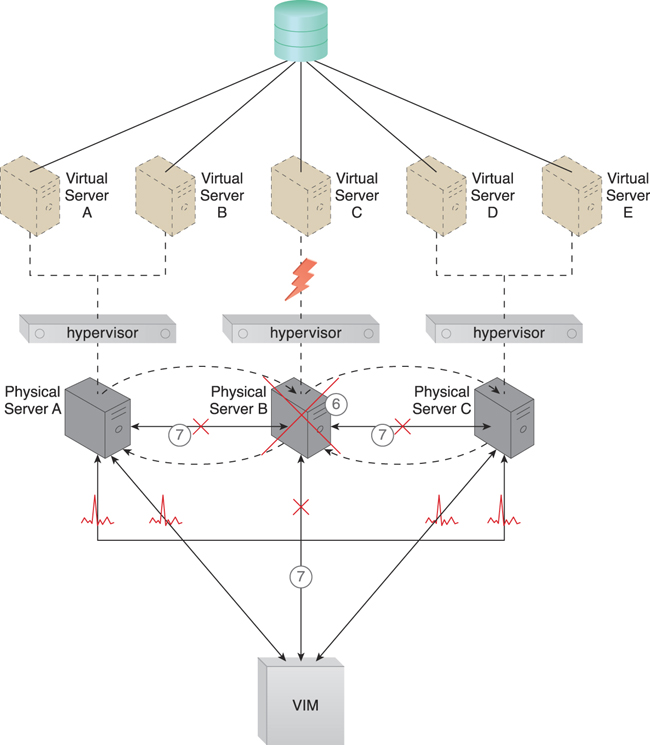 Virtual
Server
A
Virtual
Server
B
Virtual
Server
C
Virtual
Server
D
Virtual
Server
E
hypervisor
hypervisor
hypervisor
Physical
Server A
Physical
Server B
6
Physical
Server C
7
7
7
VIM